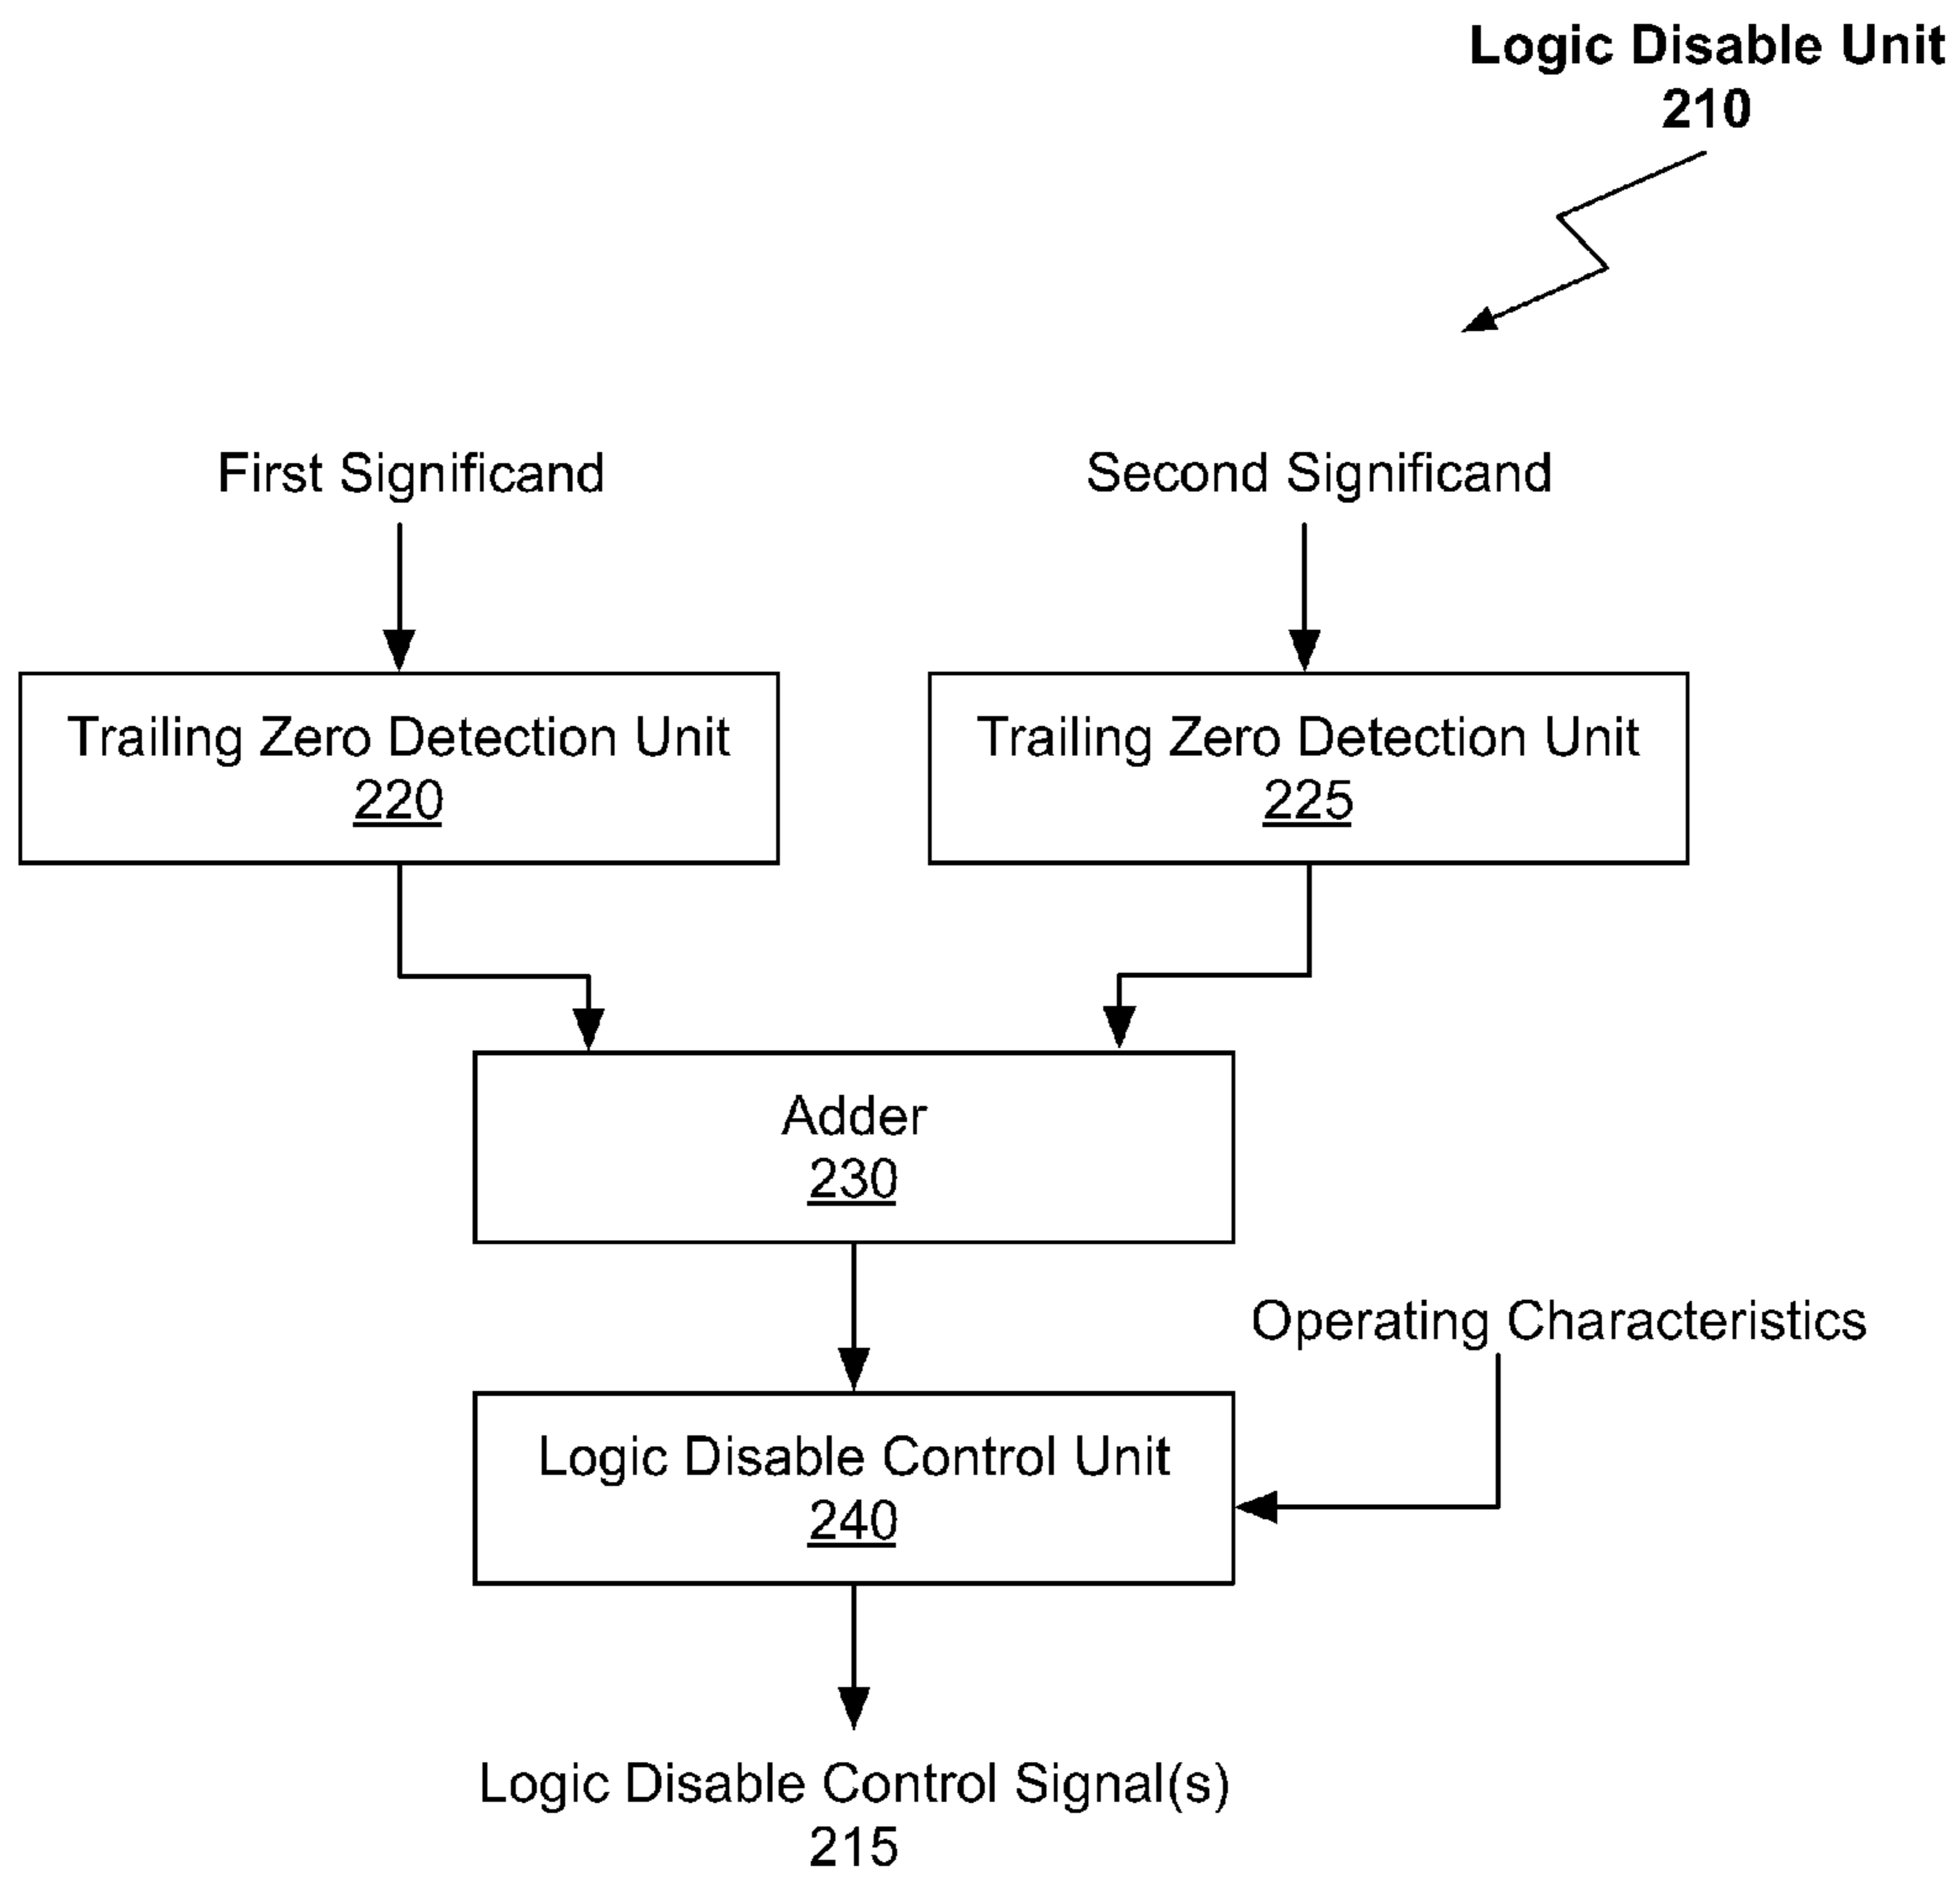 Logic Disable Unit
210
First Significand
Second Significand
Trailing Zero Detection Unit
220
Trailing Zero Detection Unit
225
Adder
230
Operating Characteristics
Logic Disable Control Unit
240
Logic Disable Control Signal(s)
215